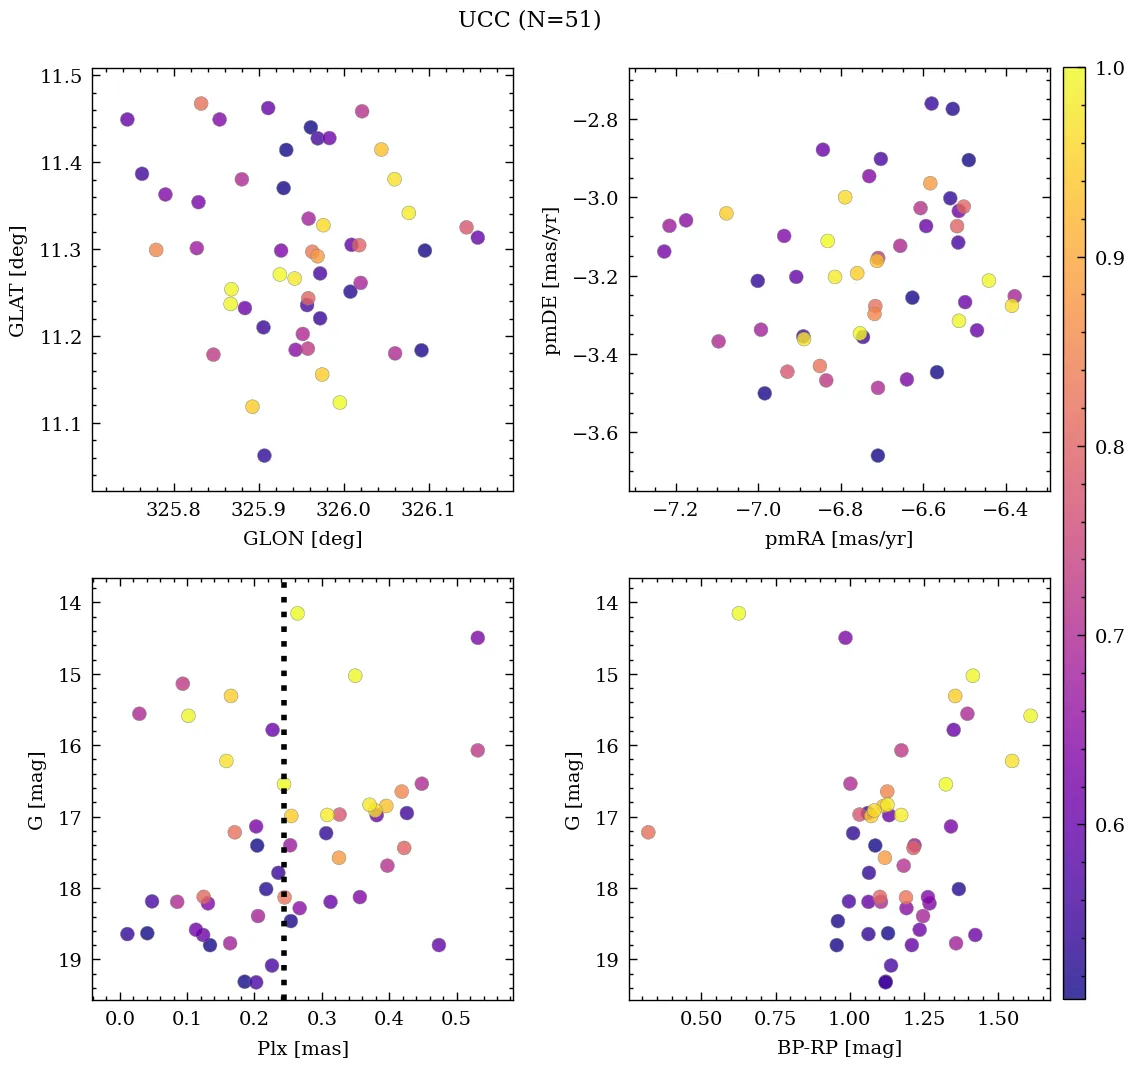 UCC (N=51)
11.5
11.4
11.3
11.2
11.1
GLAT [deg]
325.8 325.9 326.0 326.1
GLON [deg]
−2.8
−3.0
−3.2
−3.4
−3.6
pmDE [mas/yr]
−7.2 −7.0 −6.8 −6.6 −6.4
pmRA [mas/yr]
1.0
0.9
0.8
0.7
0.6
14
15
16
17
18
19
G [mag]
0.0 0.1 0.2 0.3 0.4 0.5
Plx [mas]
14
15
16
17
18
19
G [mag]
0.50 0.75 1.00 1.25 1.50
BP-RP [mag]